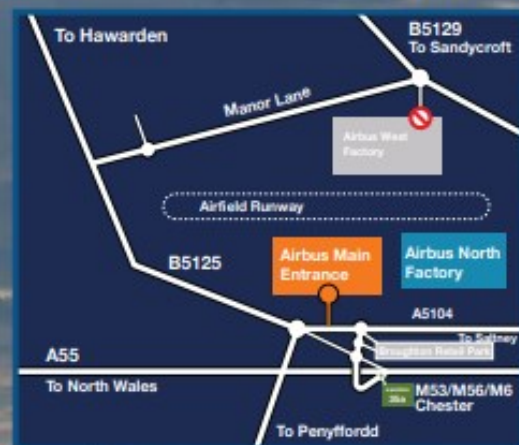 To Hawarden
B5129
To Sandycroft
Manor Lane
Airbus West
Factory
Airfield Runway
B5125
Airbus Main
Entrance
Airbus North
Factory
A5104
To Saltney
Broughton Retail Park
A55
To North Wales
35a
M53/M56/M6
Chester
To Penyffordd